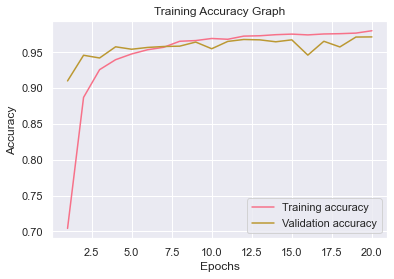 Training Accuracy Graph
Accuracy
0.95
0.90
0.85
0.80
0.75
0.70
2.5 5.0 7.5 10.0 12.5 15.0 17.5 20.0
Epochs
Training accuracy
Validation accuracy